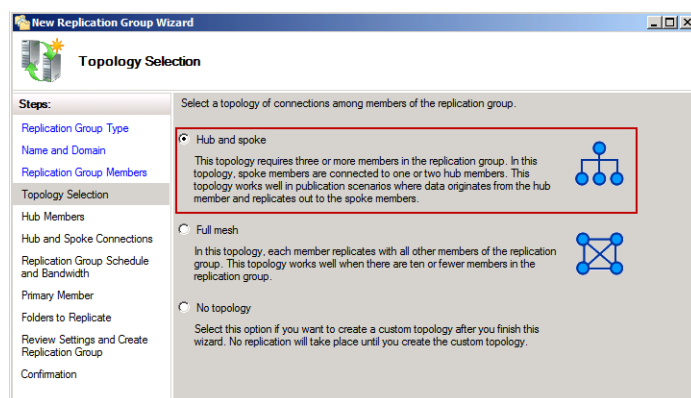 New Replication Group Wizard
Topology Selection
Steps:
Replication Group Type
Name and Domain
Replication Group Members
Topology Selection
Hub Members
Hub and Spoke Connections
Replication Group Schedule
and Bandwidth
Primary Member
Folders to Replicate
Review Settings and Create
Replication Group
Confirmation
Select a topology of connections among members of the replication group.
Hub and spoke
This topology requires three or more members in the replication group. In this
topology, spoke members are connected to one or two hub members. This
topology works well in publication scenarios where data originates from the hub
member and replicates out to the spoke members.
Full mesh
In this topology, each member replicates with all other members of the replication
group. This topology works well when there are ten or fewer members in the
replication group.
No topology
Select this option if you want to create a custom topology after you finish this
wizard. No replication will take place until you create the custom topology.